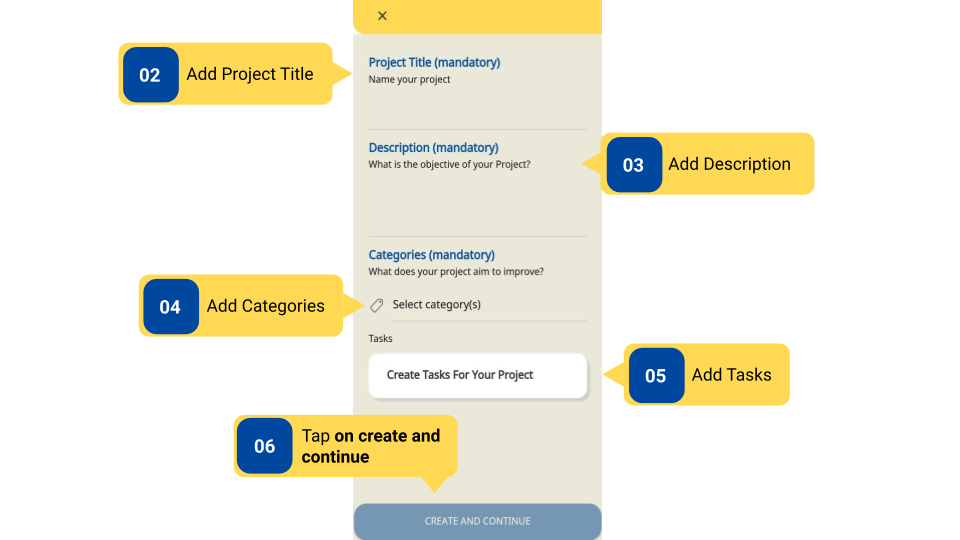 ×
02
Add Project Title
Project Title (mandatory)
Name your project
Description (mandatory)
What is the objective of your Project?
03
Add Description
Categories (mandatory)
What does your project aim to improve?
04
Add Categories
Select category(s)
Tasks
Create Tasks For Your Project
05
Add Tasks
06
Tap on create and
continue
CREATE AND CONTINUE